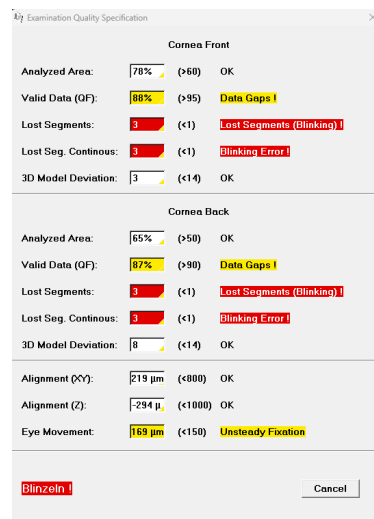 Examination Quality Specification
Cornea Front
Analyzed Area: 78% (>60) OK
Valid Data (QF): 88% (>95) Data Gaps !
Lost Segments: 3 (<1) Lost Segments (Blinking) !
Lost Seg. Continous: 3 (<1) Blinking Error !
3D Model Deviation: 3 (<14) OK
Cornea Back
Analyzed Area: 65% (>50) OK
Valid Data (QF): 87% (>90) Data Gaps !
Lost Segments: 3 (<1) Lost Segments (Blinking) !
Lost Seg. Continous: 3 (<1) Blinking Error !
3D Model Deviation: 8 (<14) OK
Alignment (XY): 219 µm (<800) OK
Alignment (Z): -294 µ (<1000) OK
Eye Movement: 169 µm (<150) Unsteady Fixation
Blinzeln ! Cancel